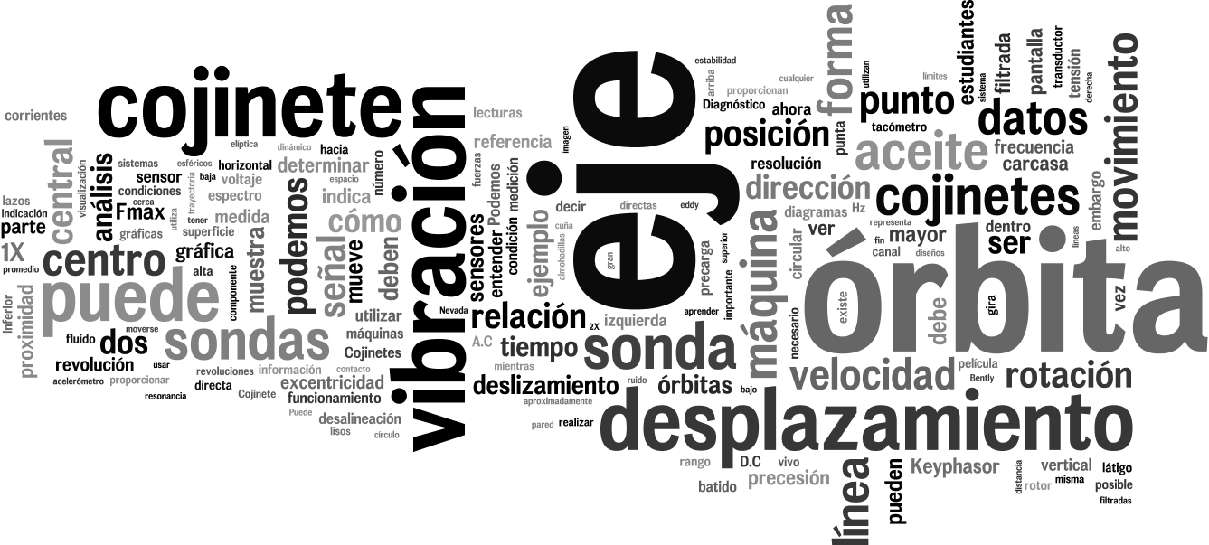 corrientes
cojinete
elíptica
dinámica
hacia
lazos
Indicación
parte
central
visualización
análisis
sistemas
esféricos
horizontal
determinar
número
sensor
baja
voltaje
espacio
condiciones
trayectoria
espectro
indica
cerca
Fmax
utiliza
tener
medida
cómo
gráficas
superficie
podemos
1X
promedio
centro
gráfica
alta
componente
muestra
señal
mueve
deben
Inferior
proximidad
puede
fluido
dos
moverse
usar
sondas
utilizar
máquinas
Cojinetes
revolución
revoluciones
información
contacto
acelerómetro
proporcionar
directa
excentricidad
resonancia
Cojinete
funcionamiento
Puede
desalineación
lisos
círculo
vibración
lecturas
referencia
imager
fuerzas
condición
medición
Podemos
entender
sensores
ejemplo
decir
directas
eddy
cuña
gran
eje
Nevada
relación
2X
izquierda
A.C
tiempo
mientras
sonda
deslizamiento
ruido
órbitas
bajo
aproximadamente
pared
realizar
desplazamiento
rango
D.C
vivo
batido
precesión
estabilidad
arriba
cualquier
proporcionan
Diagnóstico
ahora
posición
resolución
dirección
diagramas
Hz
ver
precarga
superior
importante
aprender
máquina
circular
necesario
forma
utilizan
punta
punto
tacómetro
aceite
límites
estudiantes
sistema
filtrada
pantalla
transductor
tensión
derecha
datos
frecuencia
carcasa
movimiento
embargo
cojinetes
representa
fin
mayor
dentro
canal
diseños
ser
líneas
alto
órbita
existe
debe
gira
vez
velocidad
película
Bently
rotación
línea
pueden
Keyphasor
distancia
rotor
vertical
misma
látigo
posible
filtradas